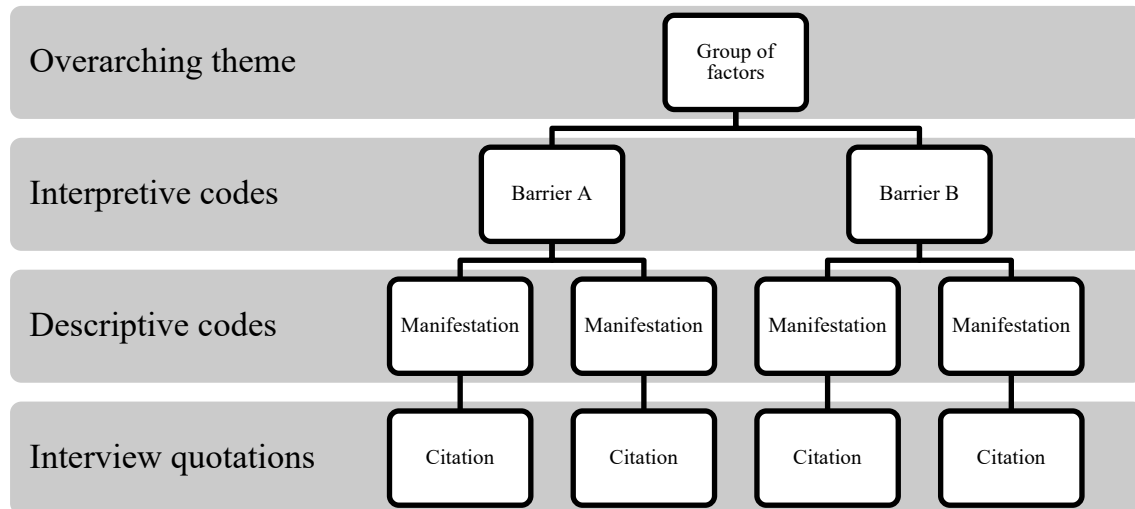 Overarching theme
Group of
factors
Interpretive codes
Barrier A
Barrier B
Descriptive codes
Manifestation
Manifestation
Manifestation
Manifestation
Interview quotations
Citation
Citation
Citation
Citation